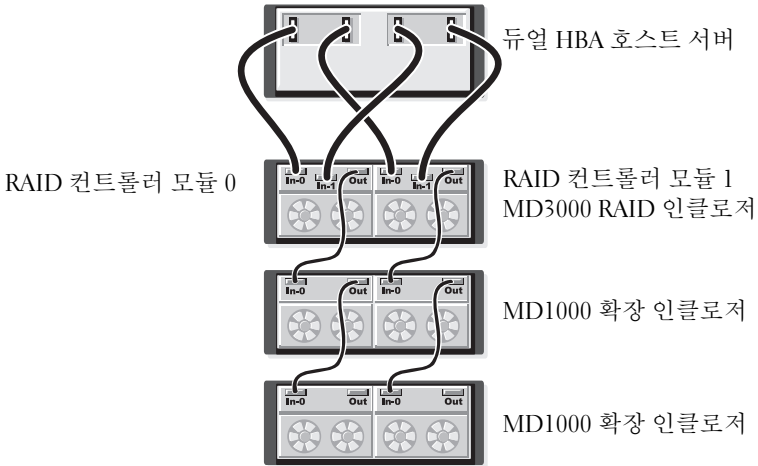 듀얼 HBA 호스트 서버
RAID 컨트롤러 모듈 0
In-0
In-1
Out
In-0
In-1
Out
RAID 컨트롤러 모듈 1
MD3000 RAID 인클로저
In-0
Out
In-0
Out
MD1000 확장 인클로저
In-0
Out
In-0
Out
MD1000 확장 인클로저